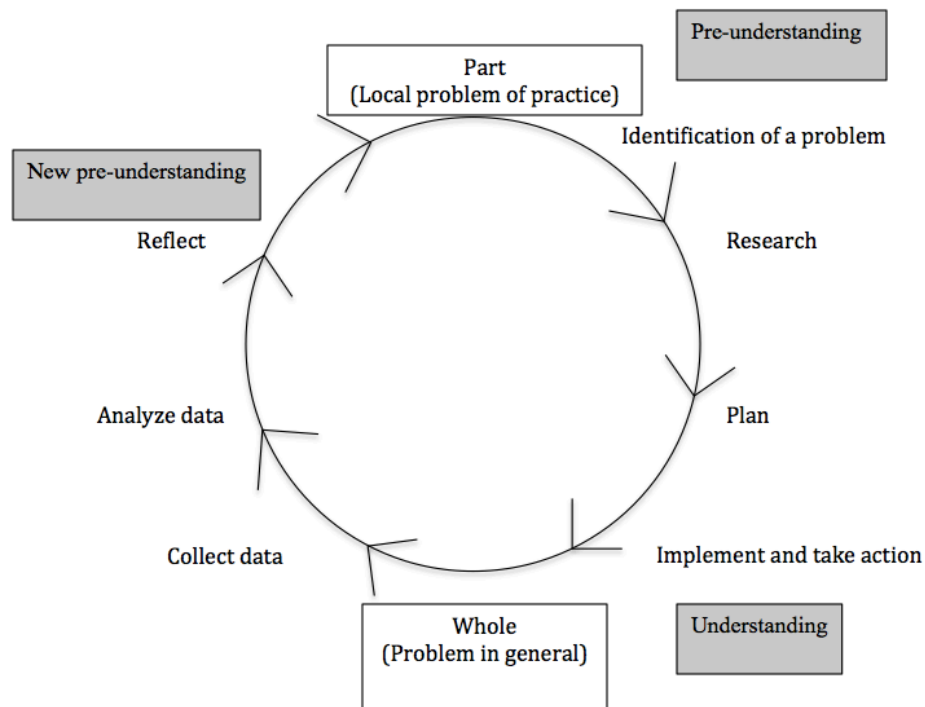 Pre-understanding
Part
(Local problem of practice)
Identification of a problem
New pre-understanding
Reflect
Research
Analyze data
Plan
Collect data
Implement and take action
Whole
(Problem in general)
Understanding